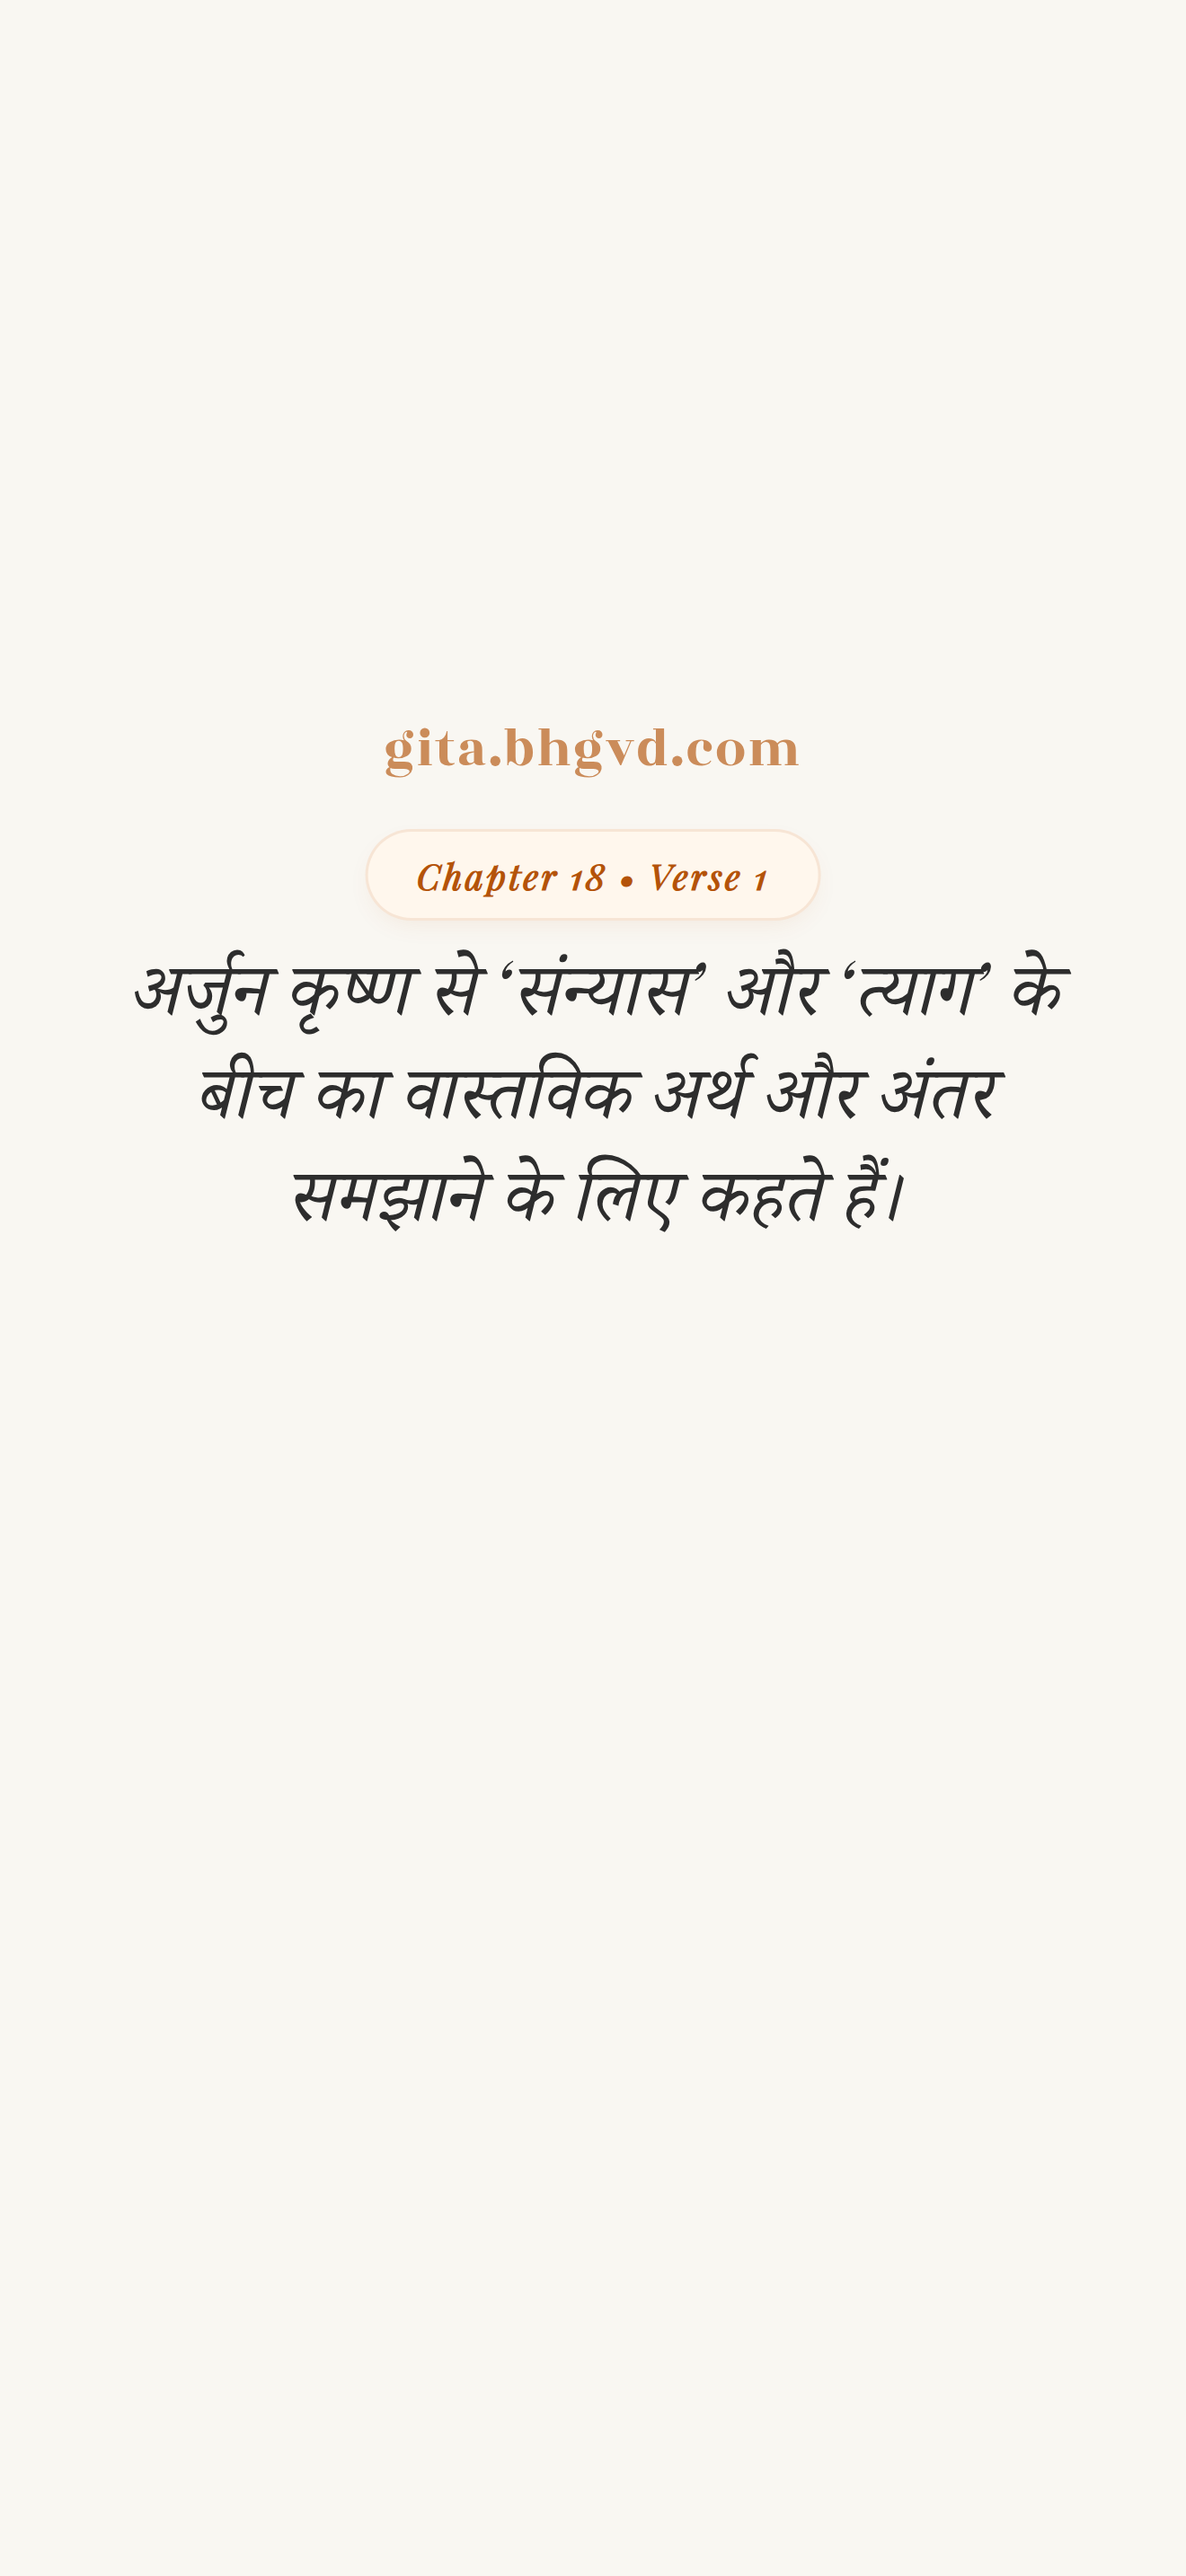 gita.bhgvd.com
Chapter 18 • Verse 1
अर्जुन कृष्ण से ‘संन्यास’ और ‘त्याग’ के
बीच का वास्तविक अर्थ और अंतर
समझाने के लिए कहते हैं।